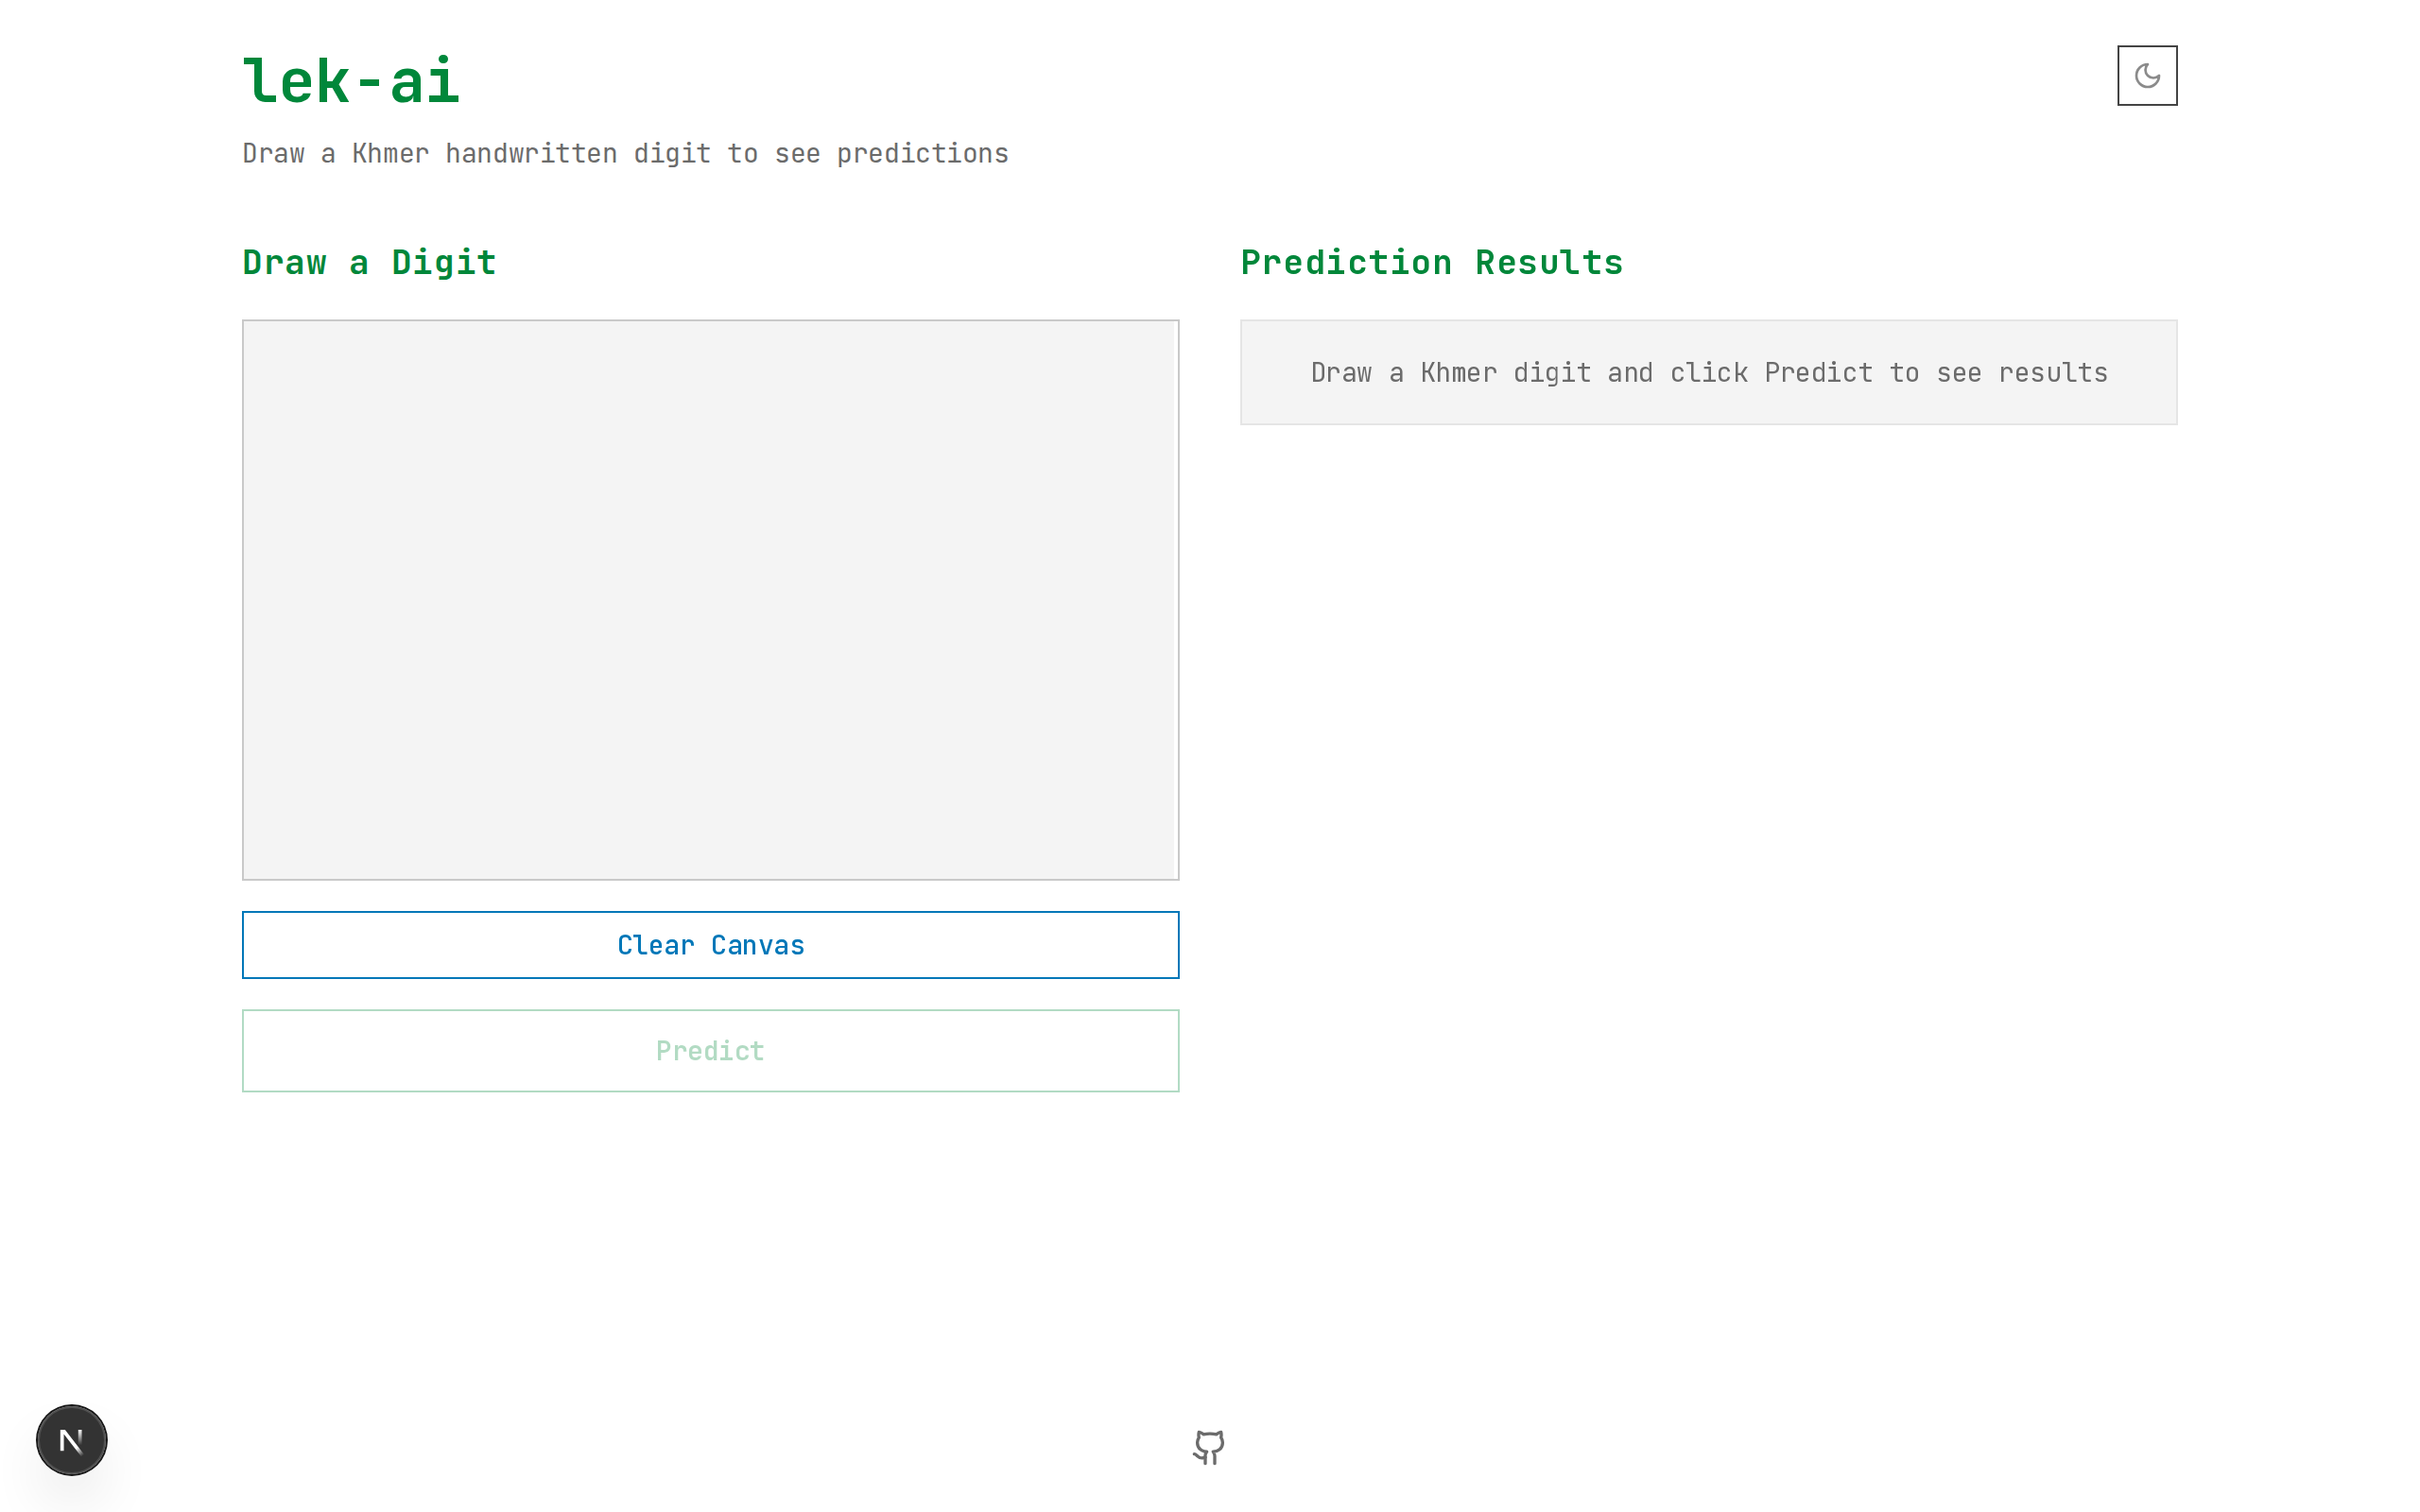 lek-ai
Draw a Khmer handwritten digit to see predictions
Draw a Digit
Clear Canvas
Predict
Prediction Results
Draw a Khmer digit and click Predict to see results
N